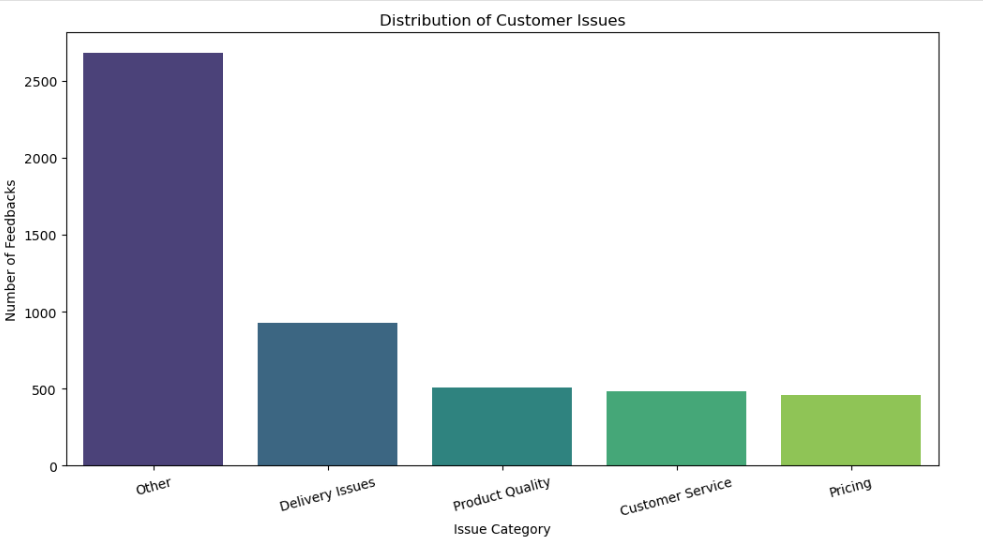 Distribution of Customer Issues
Number of Feedbacks
2500
2000
1500
1000
500
0
Other
Delivery Issues
Product Quality
Customer Service
Pricing
Issue Category